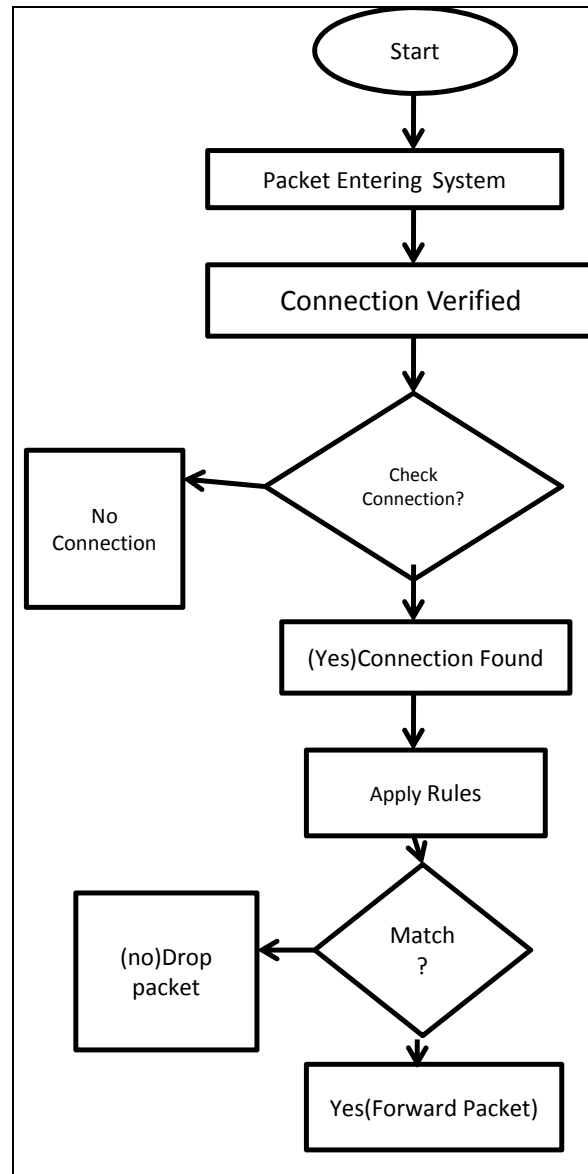 Start
Packet Entering System
Connection Verified
Check
Connection?
No
Connection
(Yes)Connection Found
Apply Rules
Match
?
(no)Drop
packet
Yes(Forward Packet)